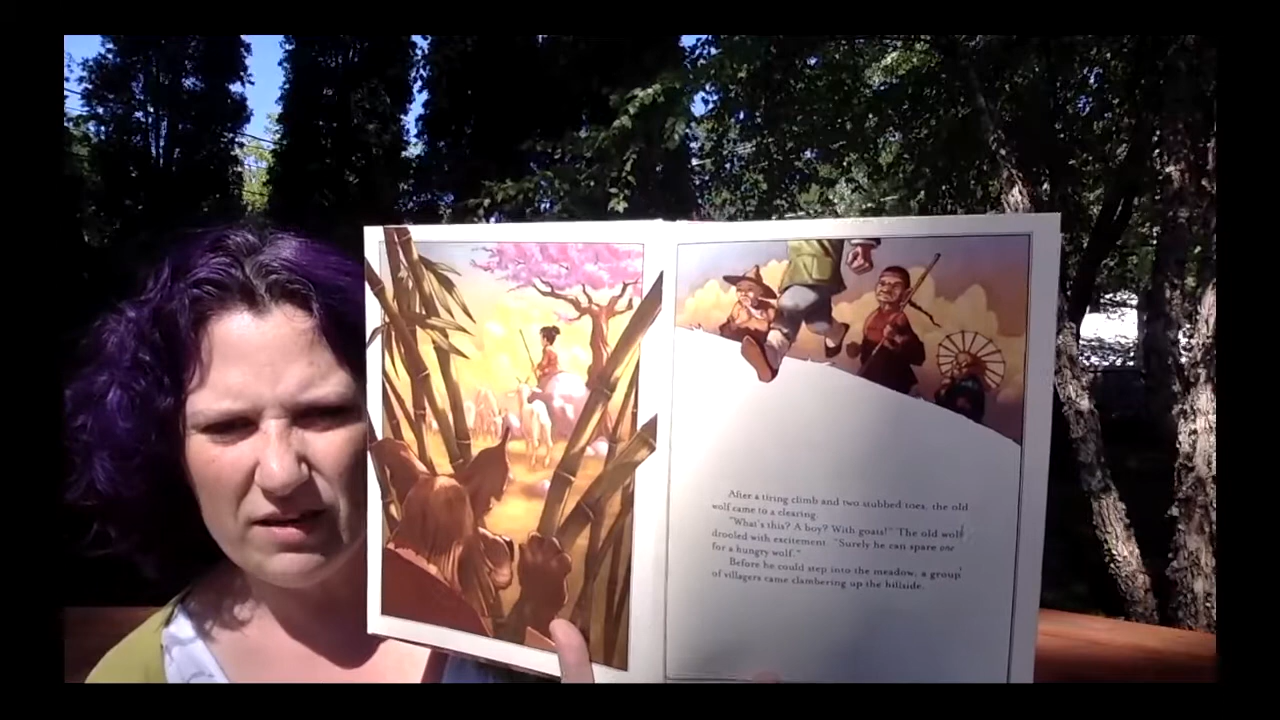 After a tiring climb and two stubbed toes, the old
wolf came to a clearing.
"What's this? A boy? With goats!" The old wolf
drooled with excitement. "Surely he can spare one
for a hungry wolf."
Before he could step into the meadow, a group
of villagers came clambering up the hillside.